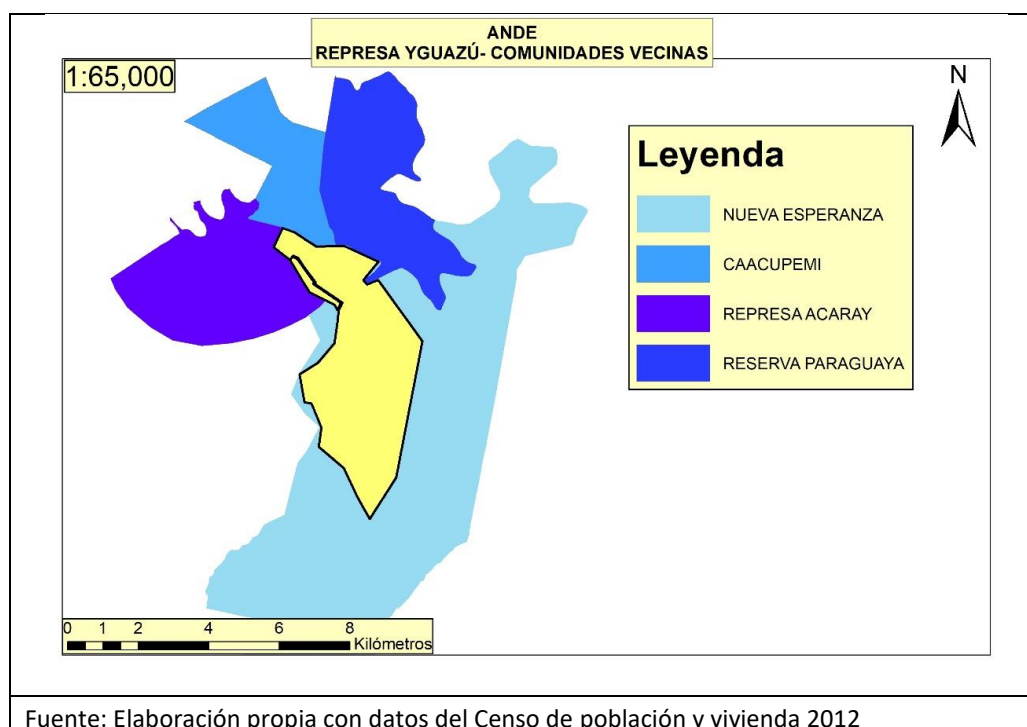 ANDE
REPRESA YGUAZÚ- COMUNIDADES VECINAS
1:65,000
N
Leyenda
NUEVA ESPERANZA
CAACUPEMI
REPRESA ACARAY
RESERVA PARAGUAYA
0 1 2 4 6 8
Kilómetros
Fuente: Elaboración propia con datos del Censo de población y vivienda 2012